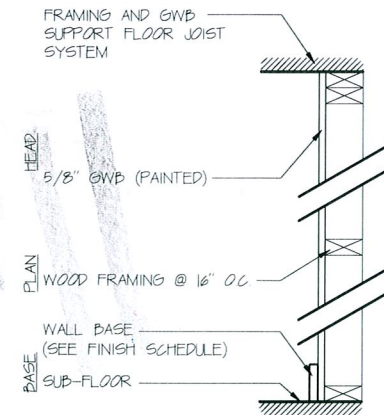 FRAMING AND GWB
SUPPORT FLOOR JOIST
SYSTEM
HEAD
5/8" GWB (PAINTED)
PLAN
WOOD FRAMING @ 16" OC
WALL BASE
(SEE FINISH SCHEDULE)
BASE
SUB-FLOOR